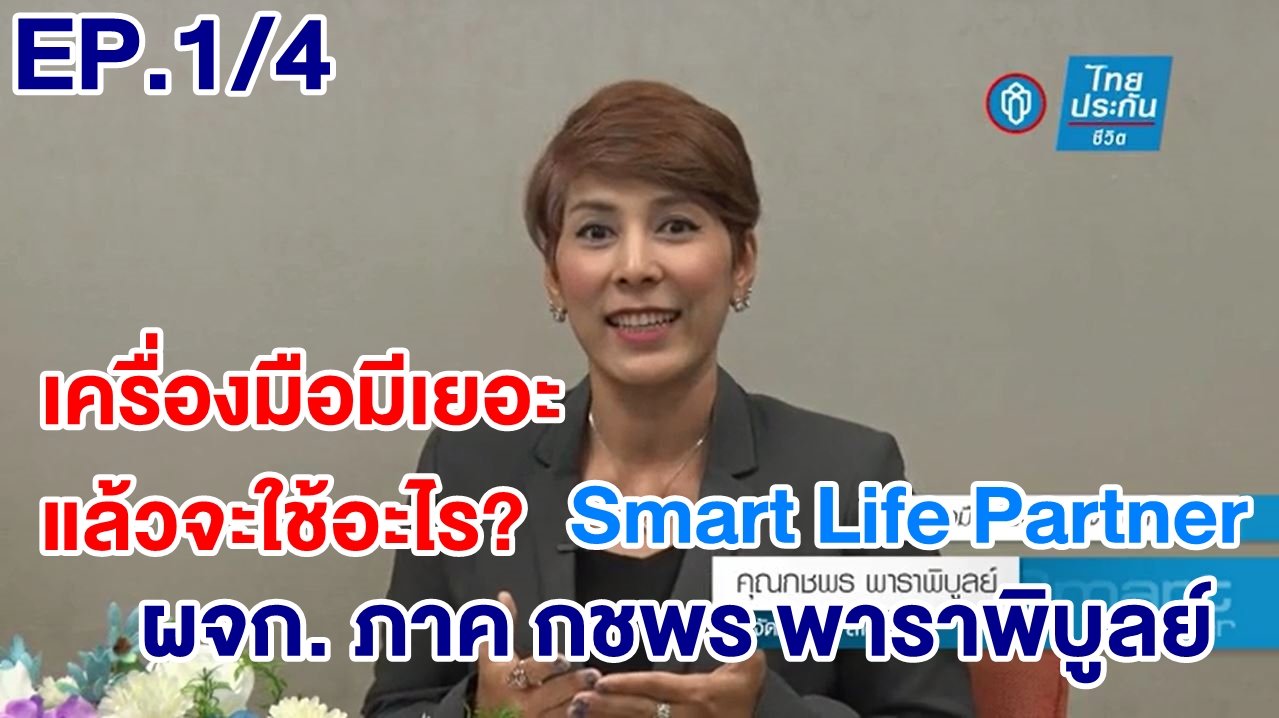 EP.1/4
ไทย
ประกัน
ชีวิต
เครื่องมือมีเยอะ
แล้วจะใช้อะไร?
Smart Life Partner
คุณกชพร พาราพิบูลย์
ผจก. ภาค กชพร พาราพิบูลย์